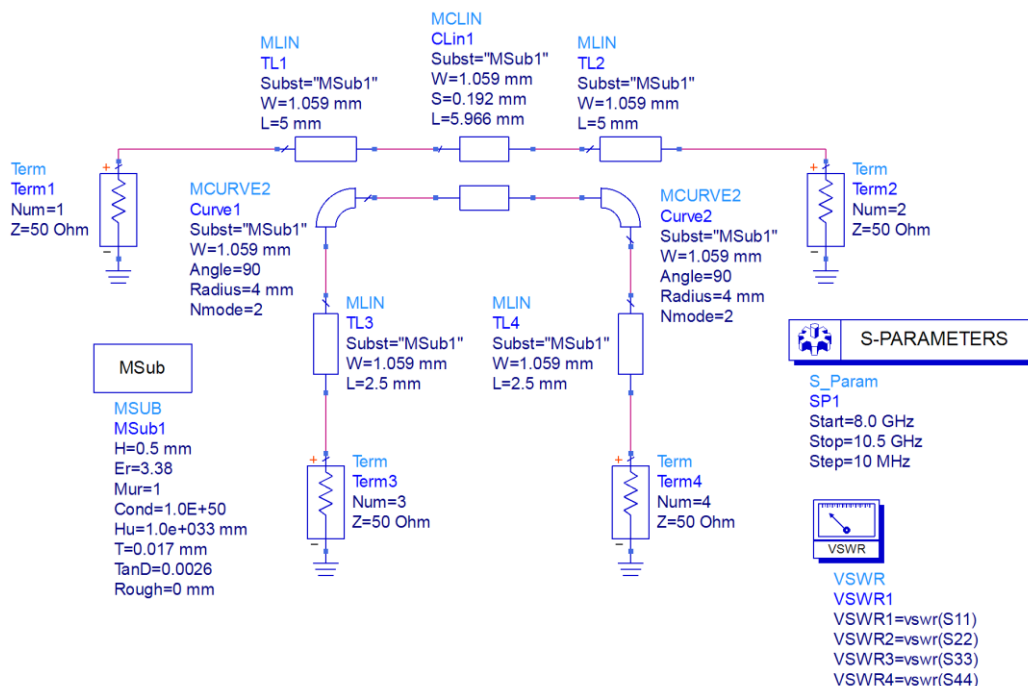 MLIN
TL1
Subst="MSub1"
W=1.059 mm
L=5 mm
MCLIN
CLin1
Subst="MSub1"
W=1.059 mm
S=0.192 mm
L=5.966 mm
MLIN
TL2
Subst="MSub1"
W=1.059 mm
L=5 mm
Term
Term1
Num=1
Z=50 Ohm
+
–
MCURVE2
Curve1
Subst="MSub1"
W=1.059 mm
Angle=90
Radius=4 mm
Nmode=2
MCURVE2
Curve2
Subst="MSub1"
W=1.059 mm
Angle=90
Radius=4 mm
Nmode=2
+
–
Term
Term2
Num=2
Z=50 Ohm
MLIN
TL3
Subst="MSub1"
W=1.059 mm
L=2.5 mm
MLIN
TL4
Subst="MSub1"
W=1.059 mm
L=2.5 mm
S-PARAMETERS
S_Param
SP1
Start=8.0 GHz
Stop=10.5 GHz
Step=10 MHz
MSub
MSUB
MSub1
H=0.5 mm
Er=3.38
Mur=1
Cond=1.0E+50
Hu=1.0e+033 mm
T=0.017 mm
TanD=0.0026
Rough=0 mm
+
–
Term
Term3
Num=3
Z=50 Ohm
+
–
Term
Term4
Num=4
Z=50 Ohm
VSWR
VSWR
VSWR1
VSWR1=vswr(S11)
VSWR2=vswr(S22)
VSWR3=vswr(S33)
VSWR4=vswr(S44)